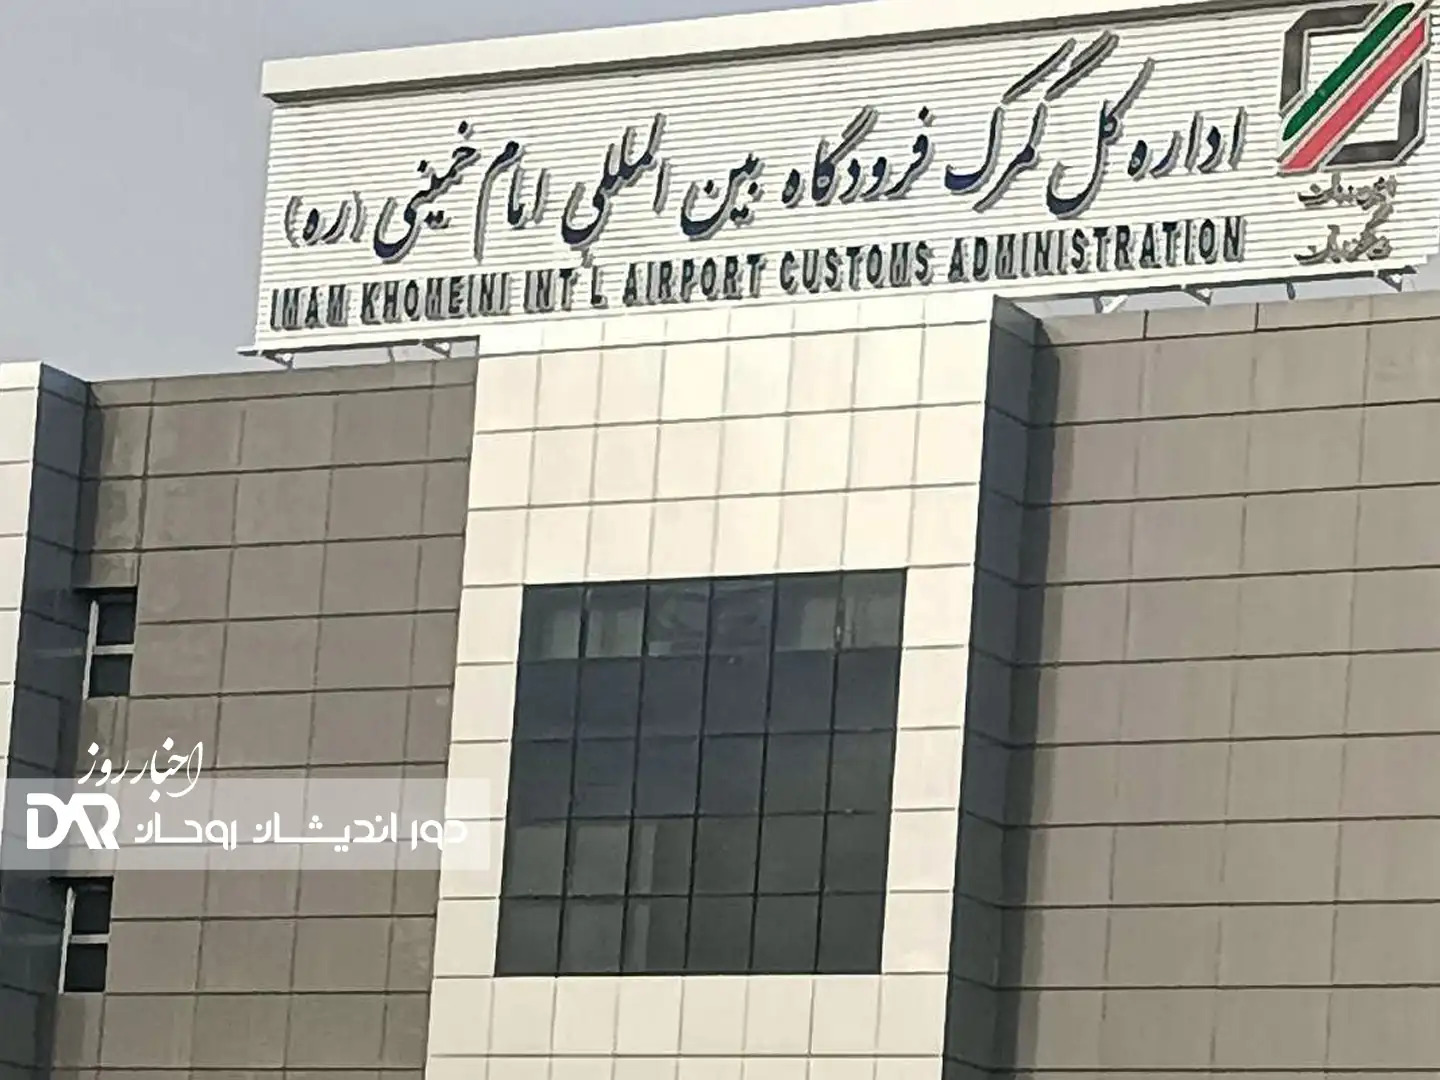 اداره کل گمرک فرودگاه بین المللی امام خمینی (ره)
IMAM KHOMEINI INT'L AIRPORT CUSTOMS ADMINISTRATION
اخبار روز
DAR دور اندیشان روحان